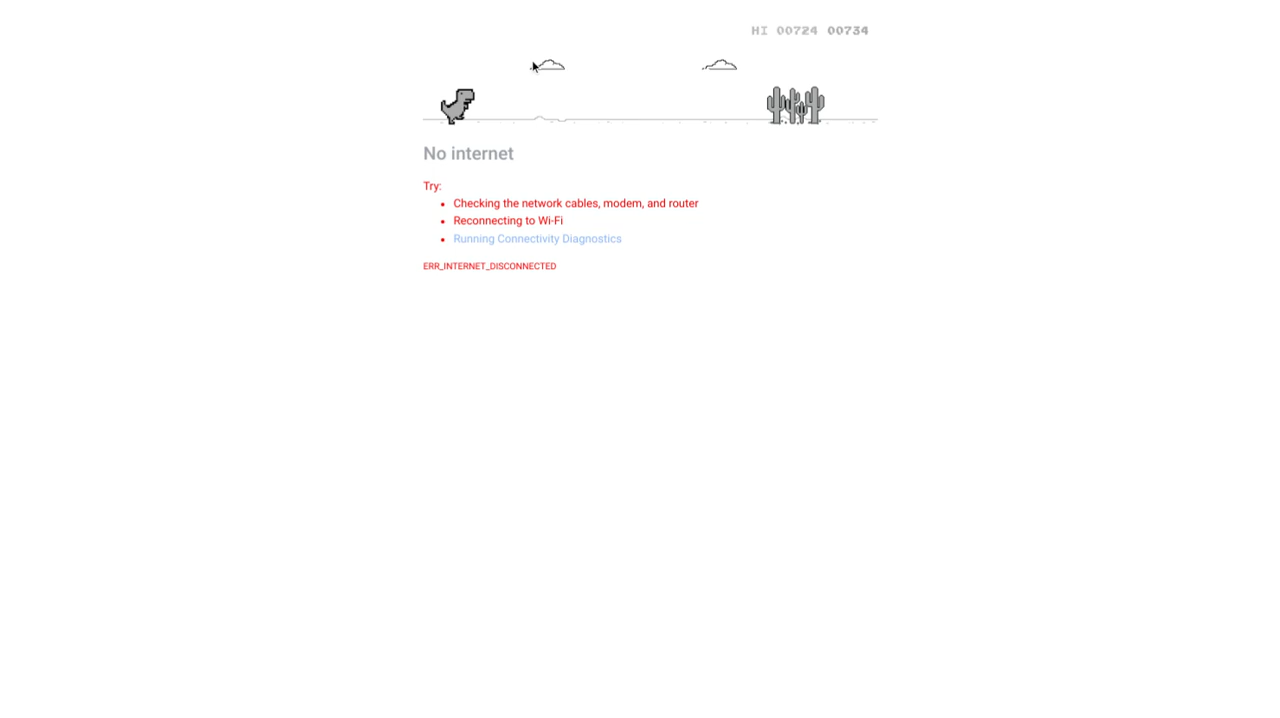 HI 00724 00734
No internet
Try:
Checking the network cables, modem, and router
Reconnecting to Wi-Fi
Running Connectivity Diagnostics
ERR_INTERNET_DISCONNECTED